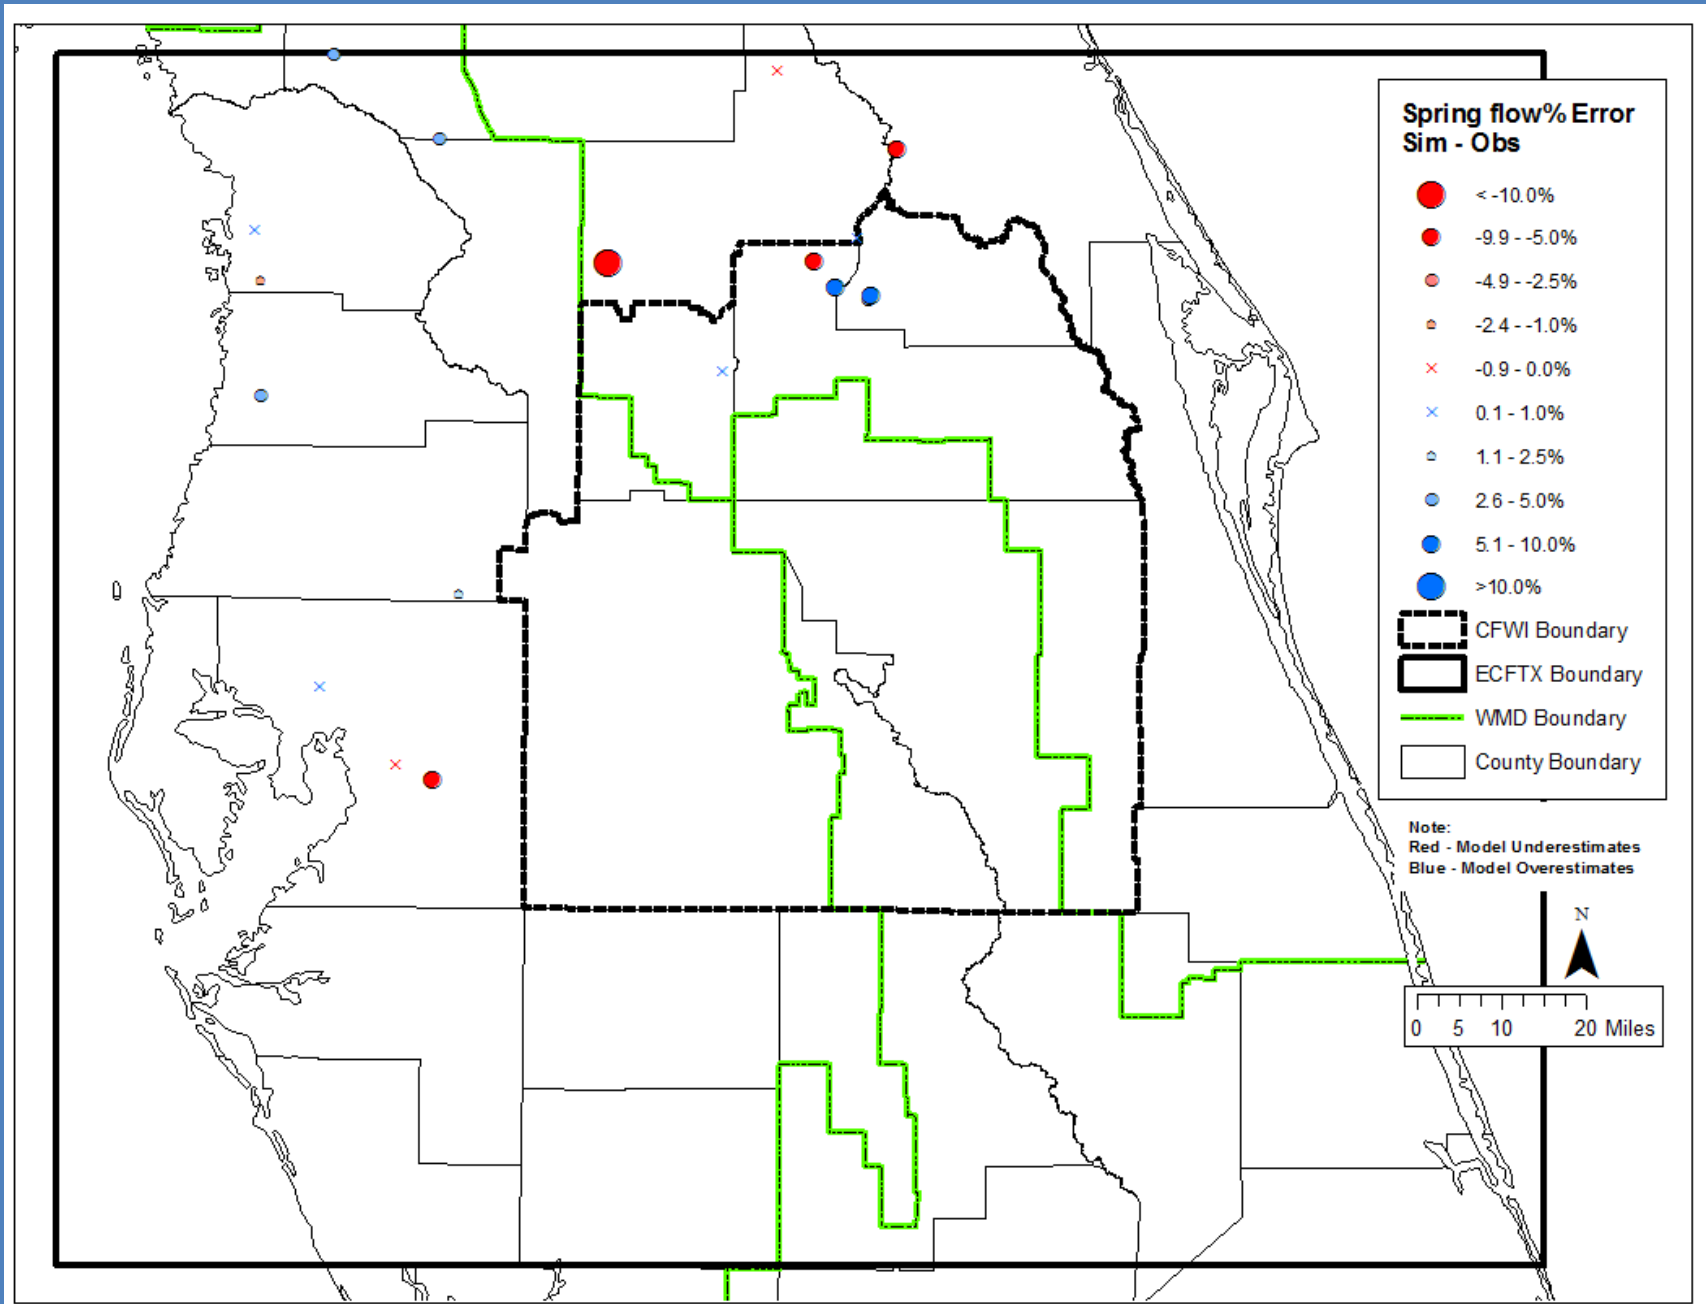 Spring flow% Error
Sim - Obs
< -10.0%
-9.9 - -5.0%
-4.9 - -2.5%
-2.4 - -1.0%
-0.9 - 0.0%
0.1 - 1.0%
1.1 - 2.5%
2.6 - 5.0%
5.1 - 10.0%
>10.0%
CFWI Boundary
ECFTX Boundary
WMD Boundary
County Boundary
Note:
Red - Model Underestimates
Blue - Model Overestimates
N
0 5 10 20 Miles